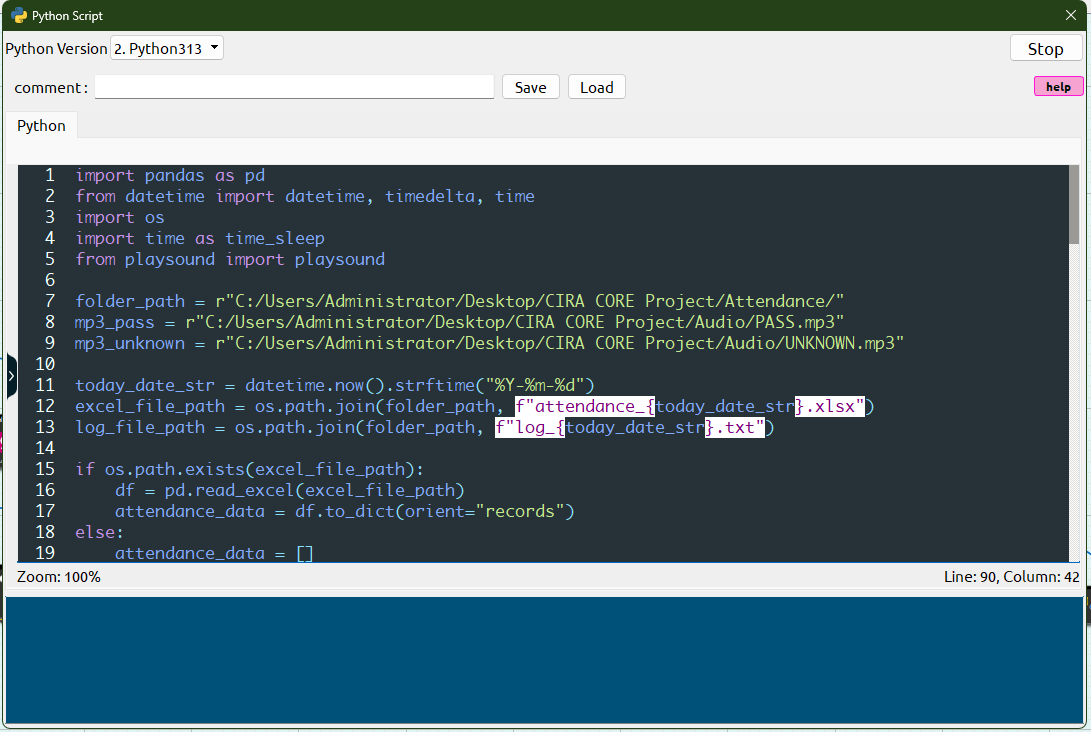 Python Script
Python Version 2. Python313 Stop
comment : Save Load help
Python
1 import pandas as pd
2 from datetime import datetime, timedelta, time
3 import os
4 import time as time_sleep
5 from playsound import playsound
6
7 folder_path = r"C:/Users/Administrator/Desktop/CIRA CORE Project/Attendance/"
8 mp3_pass = r"C:/Users/Administrator/Desktop/CIRA CORE Project/Audio/PASS.mp3"
9 mp3_unknown = r"C:/Users/Administrator/Desktop/CIRA CORE Project/Audio/UNKNOWN.mp3"
10
11 today_date_str = datetime.now().strftime("%Y-%m-%d")
12 excel_file_path = os.path.join(folder_path, f"attendance_{today_date_str}.xlsx")
13 log_file_path = os.path.join(folder_path, f"log_{today_date_str}.txt")
14
15 if os.path.exists(excel_file_path):
16     df = pd.read_excel(excel_file_path)
17     attendance_data = df.to_dict(orient="records")
18 else:
19     attendance_data = []
Zoom: 100% Line: 90, Column: 42